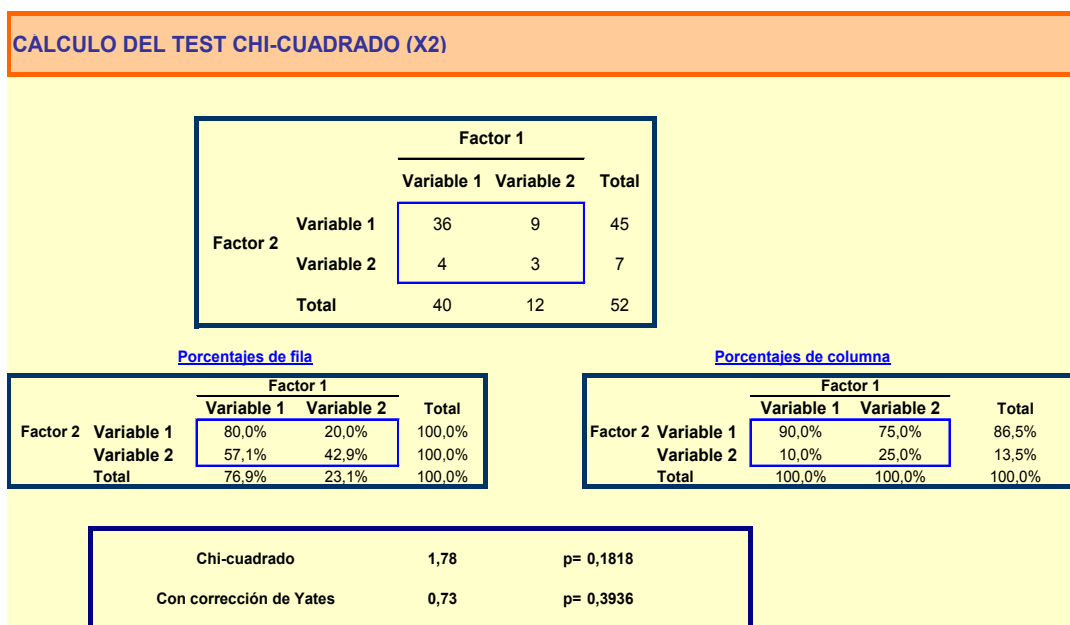 CÁLCULO DEL TEST CHI-CUADRADO (X2)
Factor 1
Variable 1 Variable 2 Total
Variable 1 36 9 45
Factor 2
Variable 2 4 3 7
Total 40 12 52
Porcentajes de fila
Factor 1
Variable 1 Variable 2 Total
Factor 2 Variable 1 80,0% 20,0% 100,0%
Variable 2 57,1% 42,9% 100,0%
Total 76,9% 23,1% 100,0%
Porcentajes de columna
Factor 1
Variable 1 Variable 2 Total
Factor 2 Variable 1 90,0% 75,0% 86,5%
Variable 2 10,0% 25,0% 13,5%
Total 100,0% 100,0% 100,0%
Chi-cuadrado 1,78 p= 0,1818
Con corrección de Yates 0,73 p= 0,3936